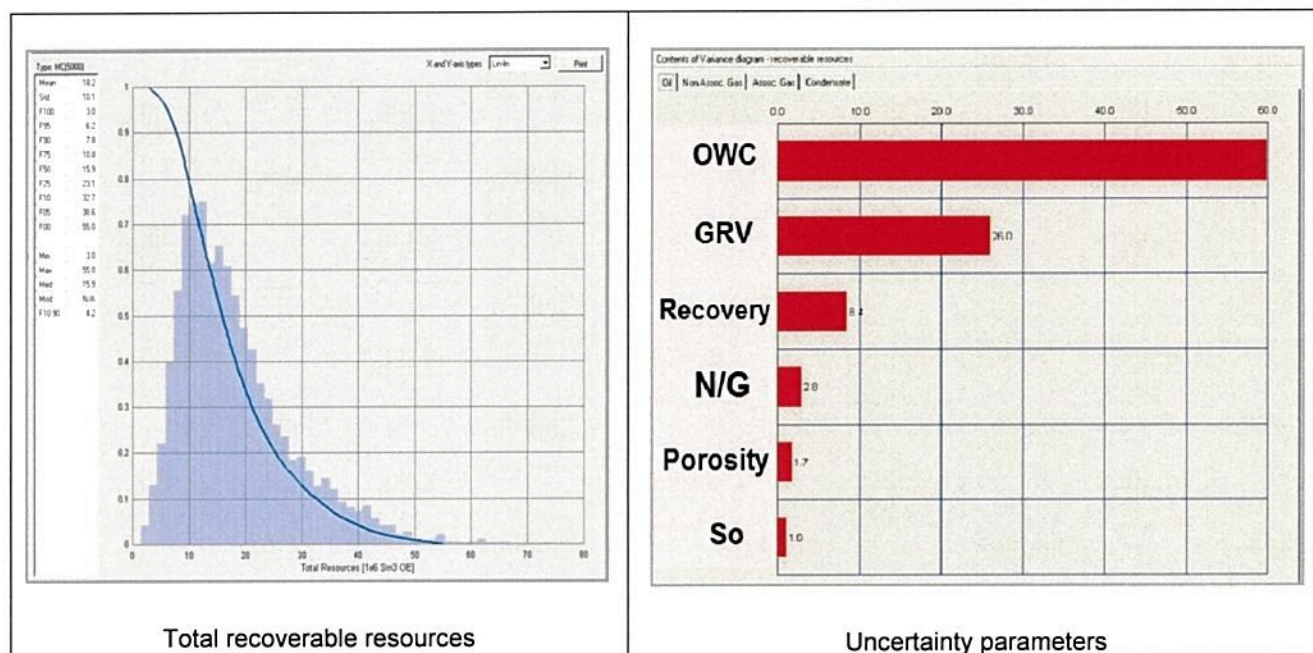 Type: MC(5000)
X and Y-axis types
Lin-lin
Print
Mean 18.2
Std 10.1
F100 3.0
F95 6.2
F90 7.8
F75 10.8
F50 15.9
F25 23.1
F10 32.7
F05 38.6
F00 55.0
Min 3.0
Max 55.0
Med 15.9
Mod N/A
F10/90 4.2
1
0.9
0.8
0.7
0.6
0.5
0.4
0.3
0.2
0.1
0
10 20 30 40 50 60 70 80
Total Resources [1e6 Sm3 OE]
Total recoverable resources
Contents of Variance diagram - recoverable resources
Oil Non Assoc. Gas Assoc. Gas Condensate
0.0 10.0 20.0 30.0 40.0 50.0 60.0
OWC
GRV 26.0
Recovery 8.4
N/G 2.8
Porosity 1.7
So 1.0
Uncertainty parameters